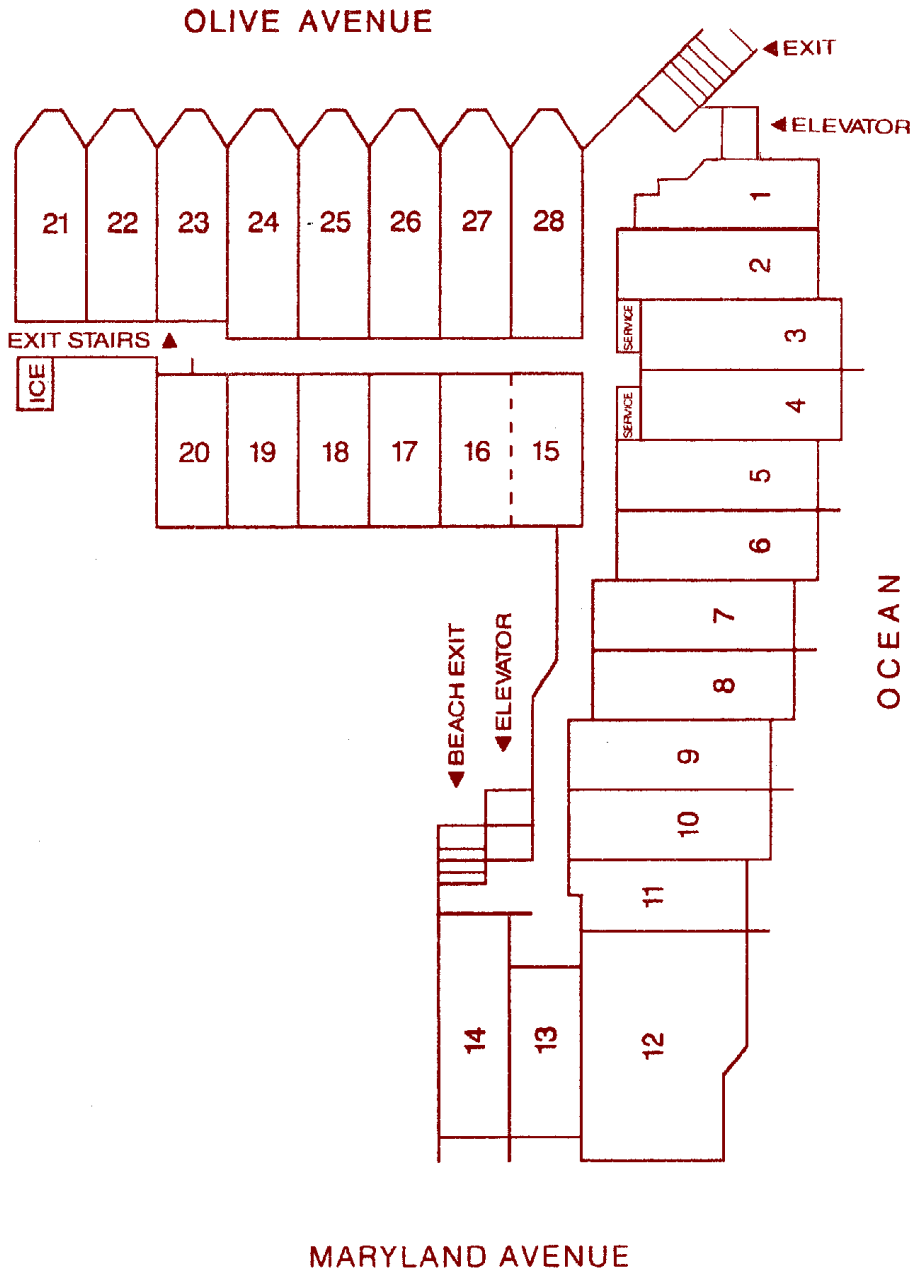 OLIVE AVENUE
EXIT
ELEVATOR
21 22 23 24 25 26 27 28
1
2
SERVICE
3
EXIT STAIRS
ICE
SERVICE
4
20 19 18 17 16 15
5
6
OCEAN
7
BEACH EXIT
ELEVATOR
8
9
10
11
14
13
12
MARYLAND AVENUE